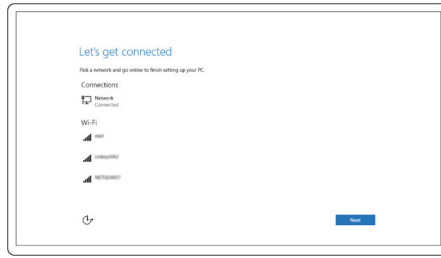 Let's get connected
Pick a network and go online to finish setting up your PC.
Connections
Network
Connected
Wi-Fi
Next